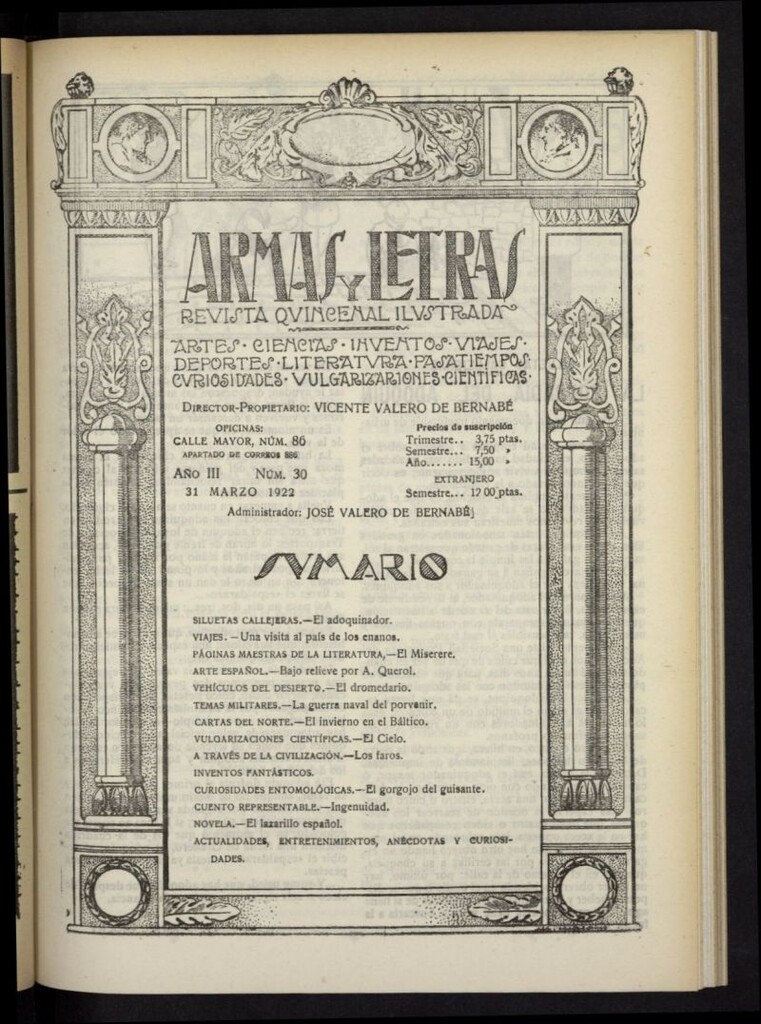 ARMAS Y LETRAS
REVISTA QVINCENAL ILVSTRADA
ARTES · CIENCIAS · INVENTOS · VIAJES ·
DEPORTES · LITERATVRA · PASATIEMPOS ·
CVRIOSIDADES · VULGARIZARIONES · CIENTIFICAS ·
DIRECTOR-PROPIETARIO: VICENTE VALERO DE BERNABÉ
OFICINAS:
CALLE MAYOR, NÚM. 86
APARTADO DE CORREOS 886
AÑO III NÚM. 30
31 MARZO 1922
Precios de suscripción
Trimestre.. 3,75 ptas.
Semestre... 7,50 »
Año....... 15,00 »
EXTRANJERO
Semestre... 12 00 ptas.
Administrador: JOSÉ VALERO DE BERNABÉ
SVMARIO
SILUETAS CALLEJERAS.—El adoquinador.
VIAJES.—Una visita al país de los enanos.
PÁGINAS MAESTRAS DE LA LITERATURA,—El Miserere.
ARTE ESPAÑOL.—Bajo relieve por A. Querol.
VEHÍCULOS DEL DESIERTO.—El dromedario.
TEMAS MILITARES.—La guerra naval del porvenir.
CARTAS DEL NORTE.—El invierno en el Báltico.
VULGARIZACIONES CIENTÍFICAS.—El Cielo.
A TRAVÉS DE LA CIVILIZACIÓN.—Los faros.
INVENTOS FANTÁSTICOS.
CURIOSIDADES ENTOMOLÓGICAS.—El gorgojo del guisante.
CUENTO REPRESENTABLE.—Ingenuidad.
NOVELA.—El lazarillo español.
ACTUALIDADES, ENTRETENIMIENTOS, ANÉCDOTAS Y CURIOSI-
DADES.